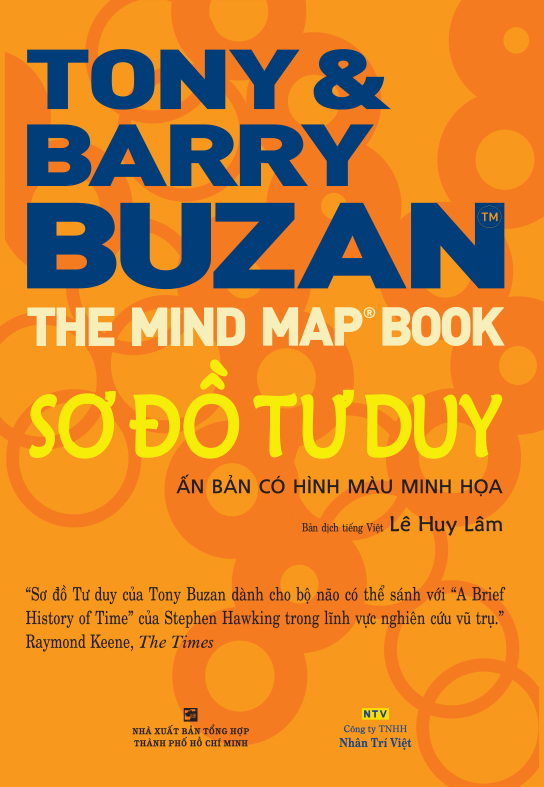 TONY &
BARRY
BUZAN™
THE MIND MAP® BOOK
SƠ ĐỒ TƯ DUY
ẤN BẢN CÓ HÌNH MÀU MINH HỌA
Bản dịch tiếng Việt Lê Huy Lâm
“Sơ đồ Tư duy của Tony Buzan dành cho bộ não có thể sánh với “A Brief
History of Time” của Stephen Hawking trong lĩnh vực nghiên cứu vũ trụ.”
Raymond Keene, The Times
NHÀ XUẤT BẢN TỔNG HỢP
THÀNH PHỐ HỒ CHÍ MINH
NTV
Công ty TNHH
Nhân Trí Việt